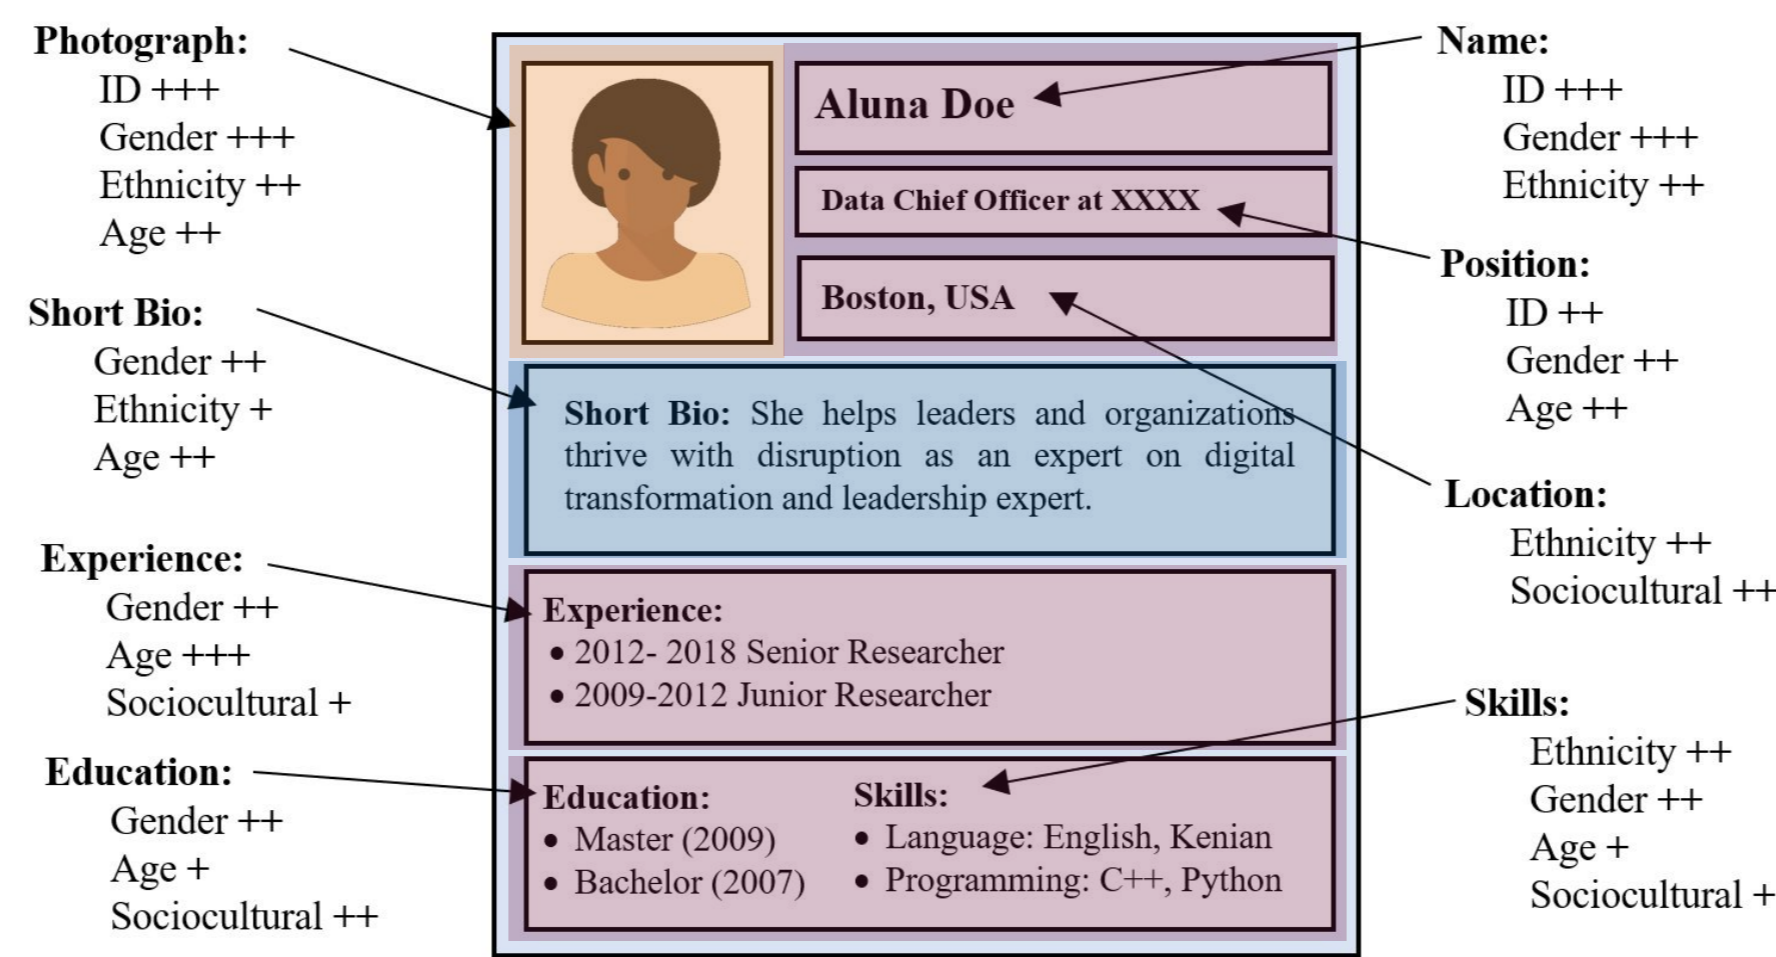 Photograph:
ID +++
Gender +++
Ethnicity ++
Age ++
Short Bio:
Gender ++
Ethnicity +
Age ++
Experience:
Gender ++
Age +++
Sociocultural +
Education:
Gender ++
Age +
Sociocultural ++
Aluna Doe
Data Chief Officer at XXXX
Boston, USA
Short Bio: She helps leaders and organizations
thrive with disruption as an expert on digital
transformation and leadership expert.
Experience:
• 2012- 2018 Senior Researcher
• 2009-2012 Junior Researcher
Education:
• Master (2009)
• Bachelor (2007)
Skills:
• Language: English, Kenian
• Programming: C++, Python
Name:
ID +++
Gender +++
Ethnicity ++
Position:
ID ++
Gender ++
Age ++
Location:
Ethnicity ++
Sociocultural ++
Skills:
Ethnicity ++
Gender ++
Age +
Sociocultural +